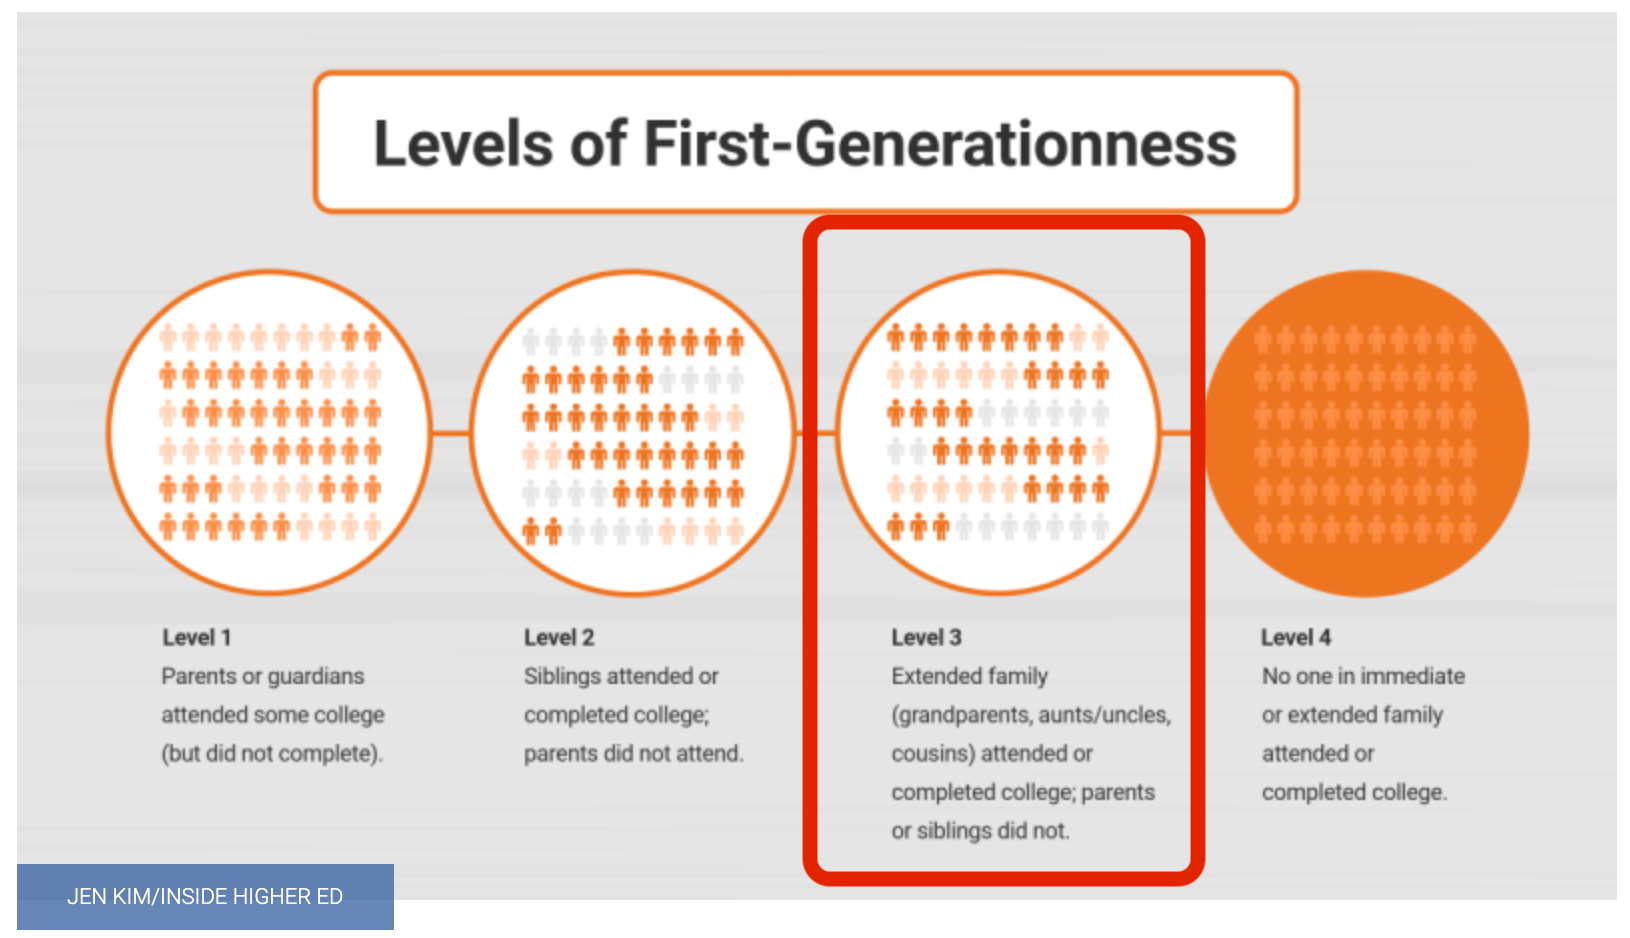 Levels of First-Generationness
Level 1
Parents or guardians
attended some college
(but did not complete).
Level 2
Siblings attended or
completed college;
parents did not attend.
Level 3
Extended family
(grandparents, aunts/uncles,
cousins) attended or
completed college; parents
or siblings did not.
Level 4
No one in immediate
or extended family
attended or
completed college.
JEN KIM/INSIDE HIGHER ED